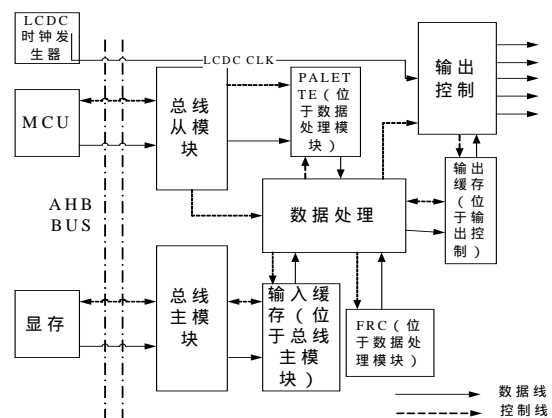 LCDC
时钟发
生器
LCDC CLK
MCU
AHB
BUS
显存
总线
从模
块
总线
主模
块
PALET
TE(位
于数据
处理模
块)
数据处理
输入缓
存(位
于总线
主模
块)
FRC(位
于数据处
理模块)
输出
控制
输出
缓存
(位
于输
出控
制)
数据线
控制线